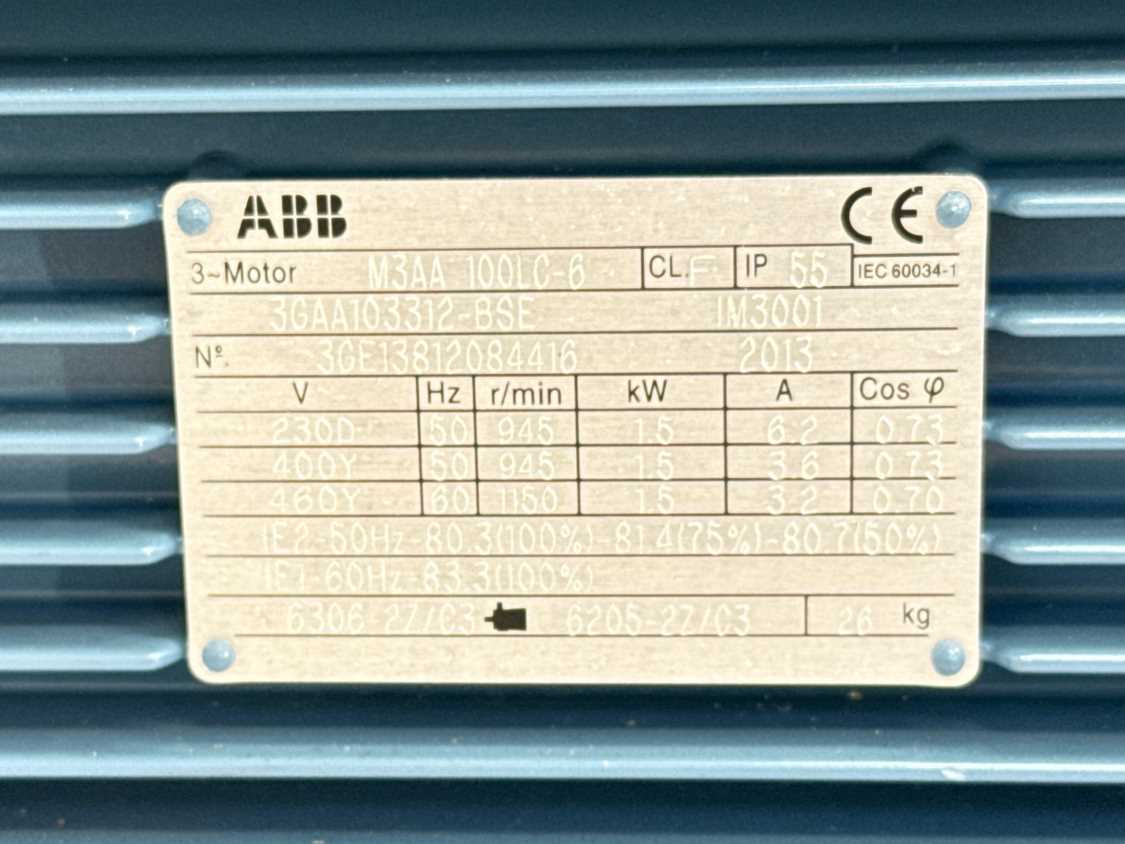 ABB CE
3~Motor M3AA 100LC-6 CL. F IP 55 IEC 60034-1
3GAA103312-BSE IM3001
Nº. 3GF13812084416 2013
V Hz r/min kW A Cos φ
230D 50 945 1.5 6.2 0.73
400Y 50 945 1.5 3.6 0.73
460Y 60 1150 1.5 3.2 0.70
IE2-50Hz-80.3(100%)-81.4(75%)-80.7(50%)
IE1-60Hz-83.3(100%)
6306-2Z/C3 6205-2Z/C3 26 kg